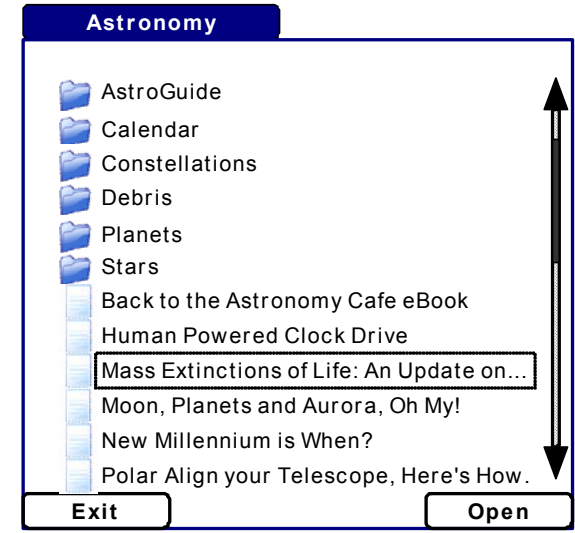 Astronomy
AstroGuide
Calendar
Constellations
Debris
Planets
Stars
Back to the Astronomy Cafe eBook
Human Powered Clock Drive
Mass Extinctions of Life: An Update on...
Moon, Planets and Aurora, Oh My!
New Millennium is When?
Polar Align your Telescope, Here's How.
Exit
Open